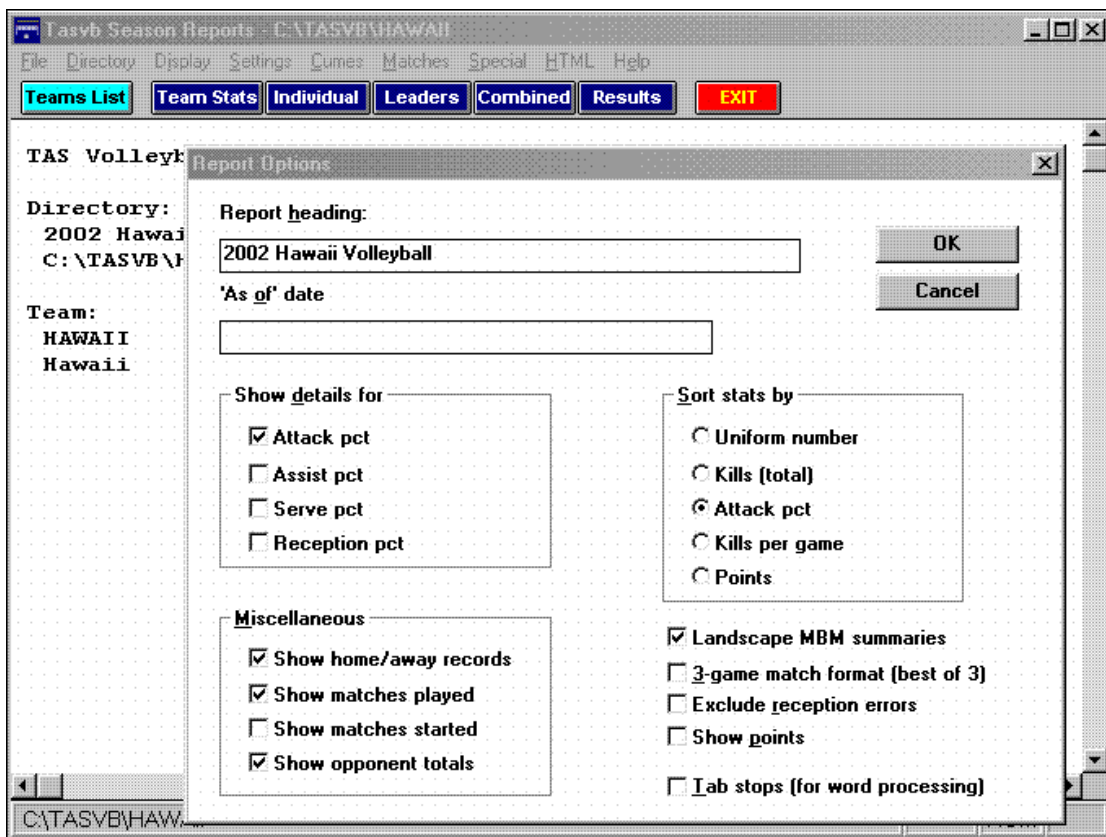 Tasvb Season Reports - C:\TASVB\HAWAII
File Directory Display Settings Cumes Matches Special HTML Help
Teams List Team Stats Individual Leaders Combined Results EXIT
TAS Volleyb
Directory:
2002 Hawai
C:\TASVB\H
Team:
HAWAII
Hawaii
Report Options
Report heading:
2002 Hawaii Volleyball
'As of' date
OK
Cancel
Show details for
Attack pct
Assist pct
Serve pct
Reception pct
Sort stats by
Uniform number
Kills (total)
Attack pct
Kills per game
Points
Miscellaneous
Show home/away records
Show matches played
Show matches started
Show opponent totals
Landscape MBM summaries
3-game match format (best of 3)
Exclude reception errors
Show points
Tab stops (for word processing)
C:\TASVB\HAWAII